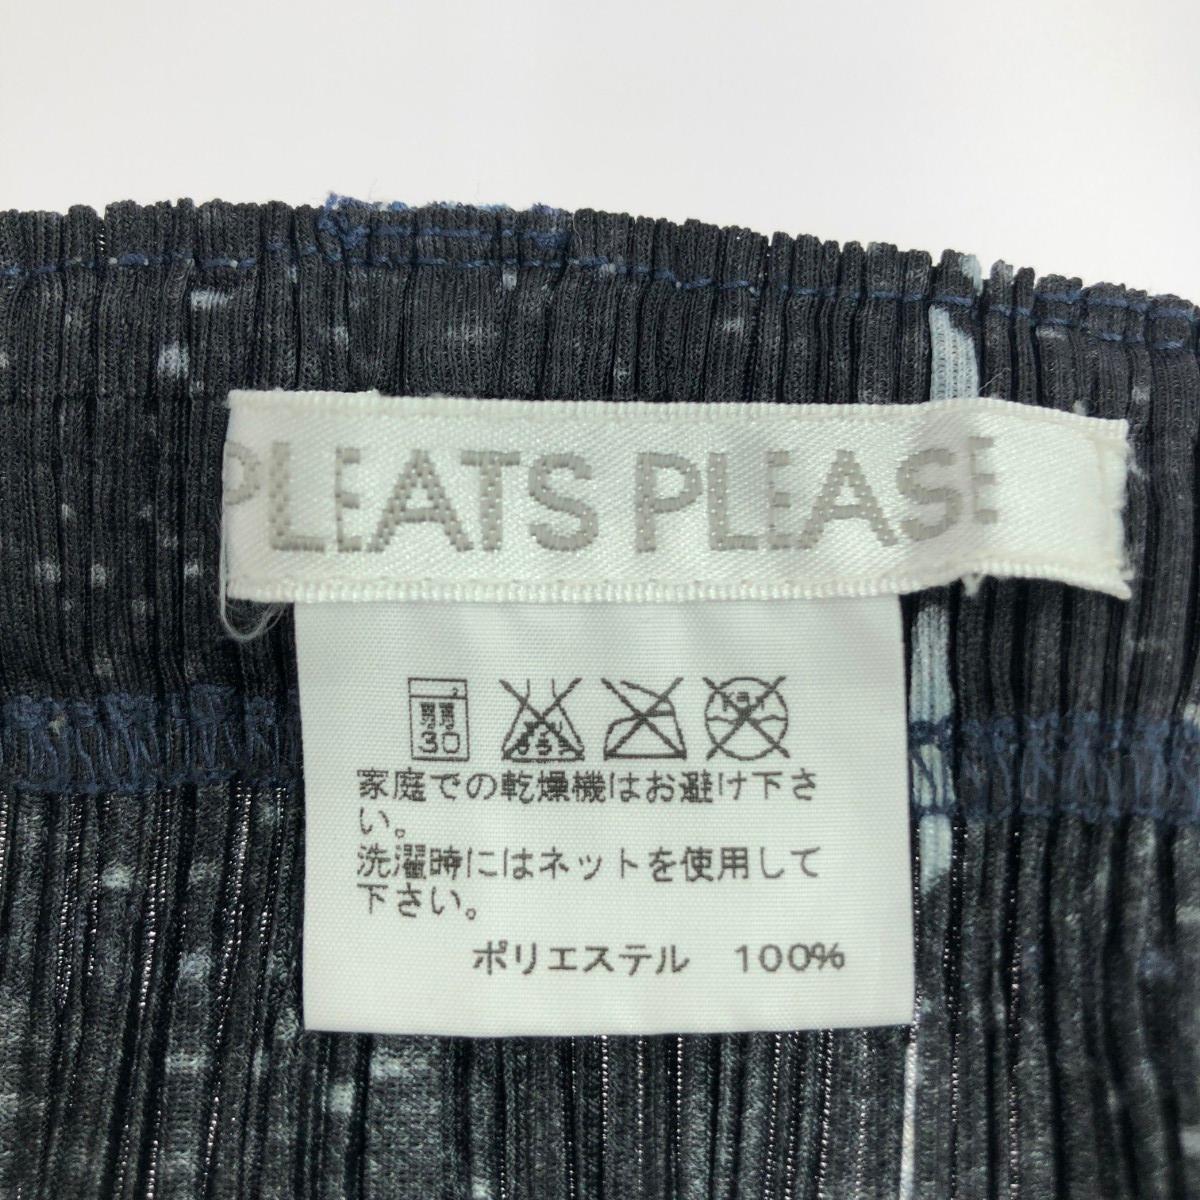 PLEATS PLEASE
弱
30
家庭での乾燥機はお避け下さ
い。
洗濯時にはネットを使用して
下さい。
ポリエステル 100%